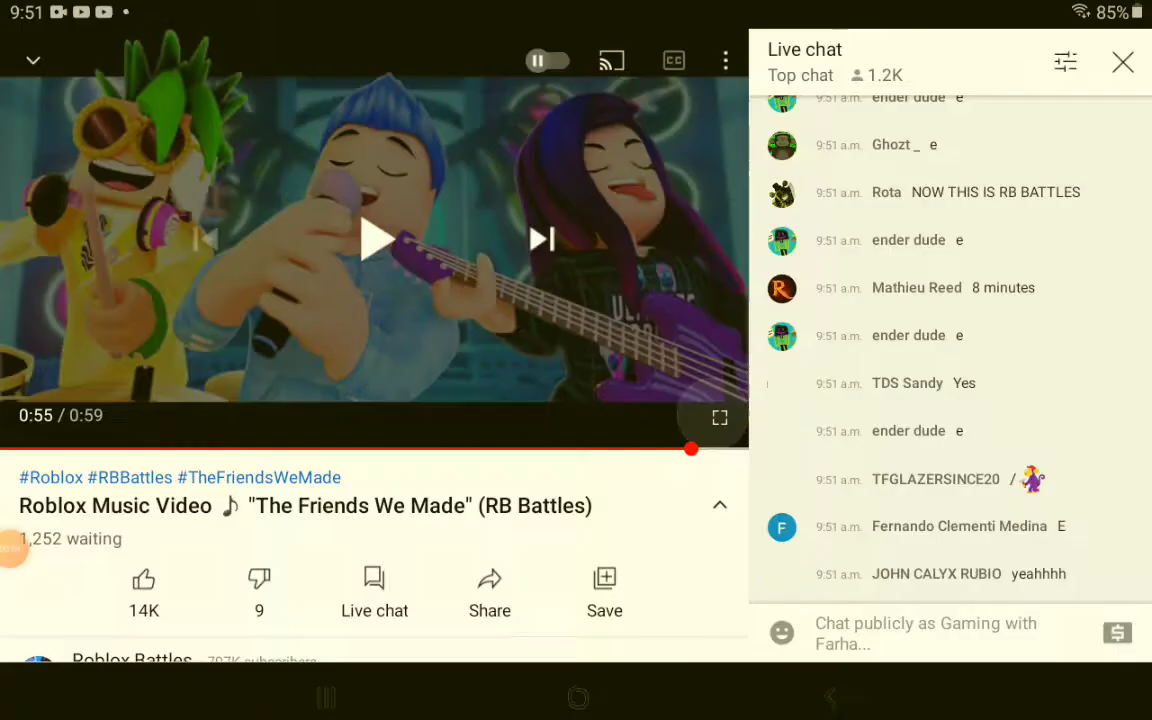 9:51
85%
Live chat
Top chat 1.2K
9:51 a.m. ender dude e
9:51 a.m. Ghozt _ e
9:51 a.m. Rota NOW THIS IS RB BATTLES
9:51 a.m. ender dude e
9:51 a.m. Mathieu Reed 8 minutes
9:51 a.m. ender dude e
9:51 a.m. TDS Sandy Yes
9:51 a.m. ender dude e
9:51 a.m. TFGLAZERSINCE20 /
9:51 a.m. Fernando Clementi Medina E
9:51 a.m. JOHN CALYX RUBIO yeahhhh
Chat publicly as Gaming with
Farha...
CC
0:55 / 0:59
#Roblox #RBBattles #TheFriendsWeMade
Roblox Music Video ♪ "The Friends We Made" (RB Battles)
1,252 waiting
14K
9
Live chat
Share
Save
Roblox Battles 797K subscribers